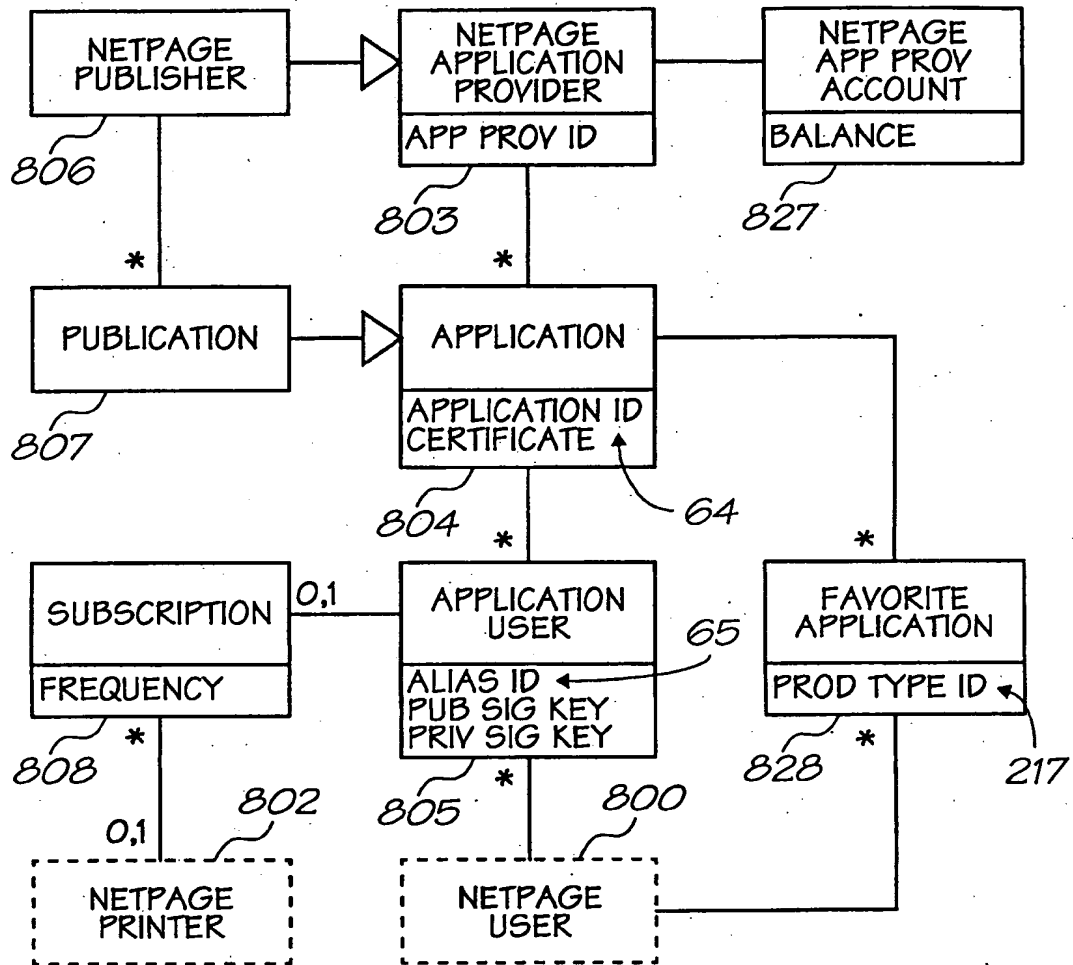 NETPAGE
PUBLISHER
806
NETPAGE
APPLICATION
PROVIDER
APP PROV ID
803
NETPAGE
APP PROV
ACCOUNT
BALANCE
827
*
*
PUBLICATION
807
APPLICATION
APPLICATION ID
CERTIFICATE
804
64
*
*
SUBSCRIPTION
FREQUENCY
808
0,1
APPLICATION
USER
ALIAS ID
PUB SIG KEY
PRIV SIG KEY
805
65
FAVORITE
APPLICATION
PROD TYPE ID
828
217
*
*
*
0,1
802
NETPAGE
PRINTER
800
NETPAGE
USER